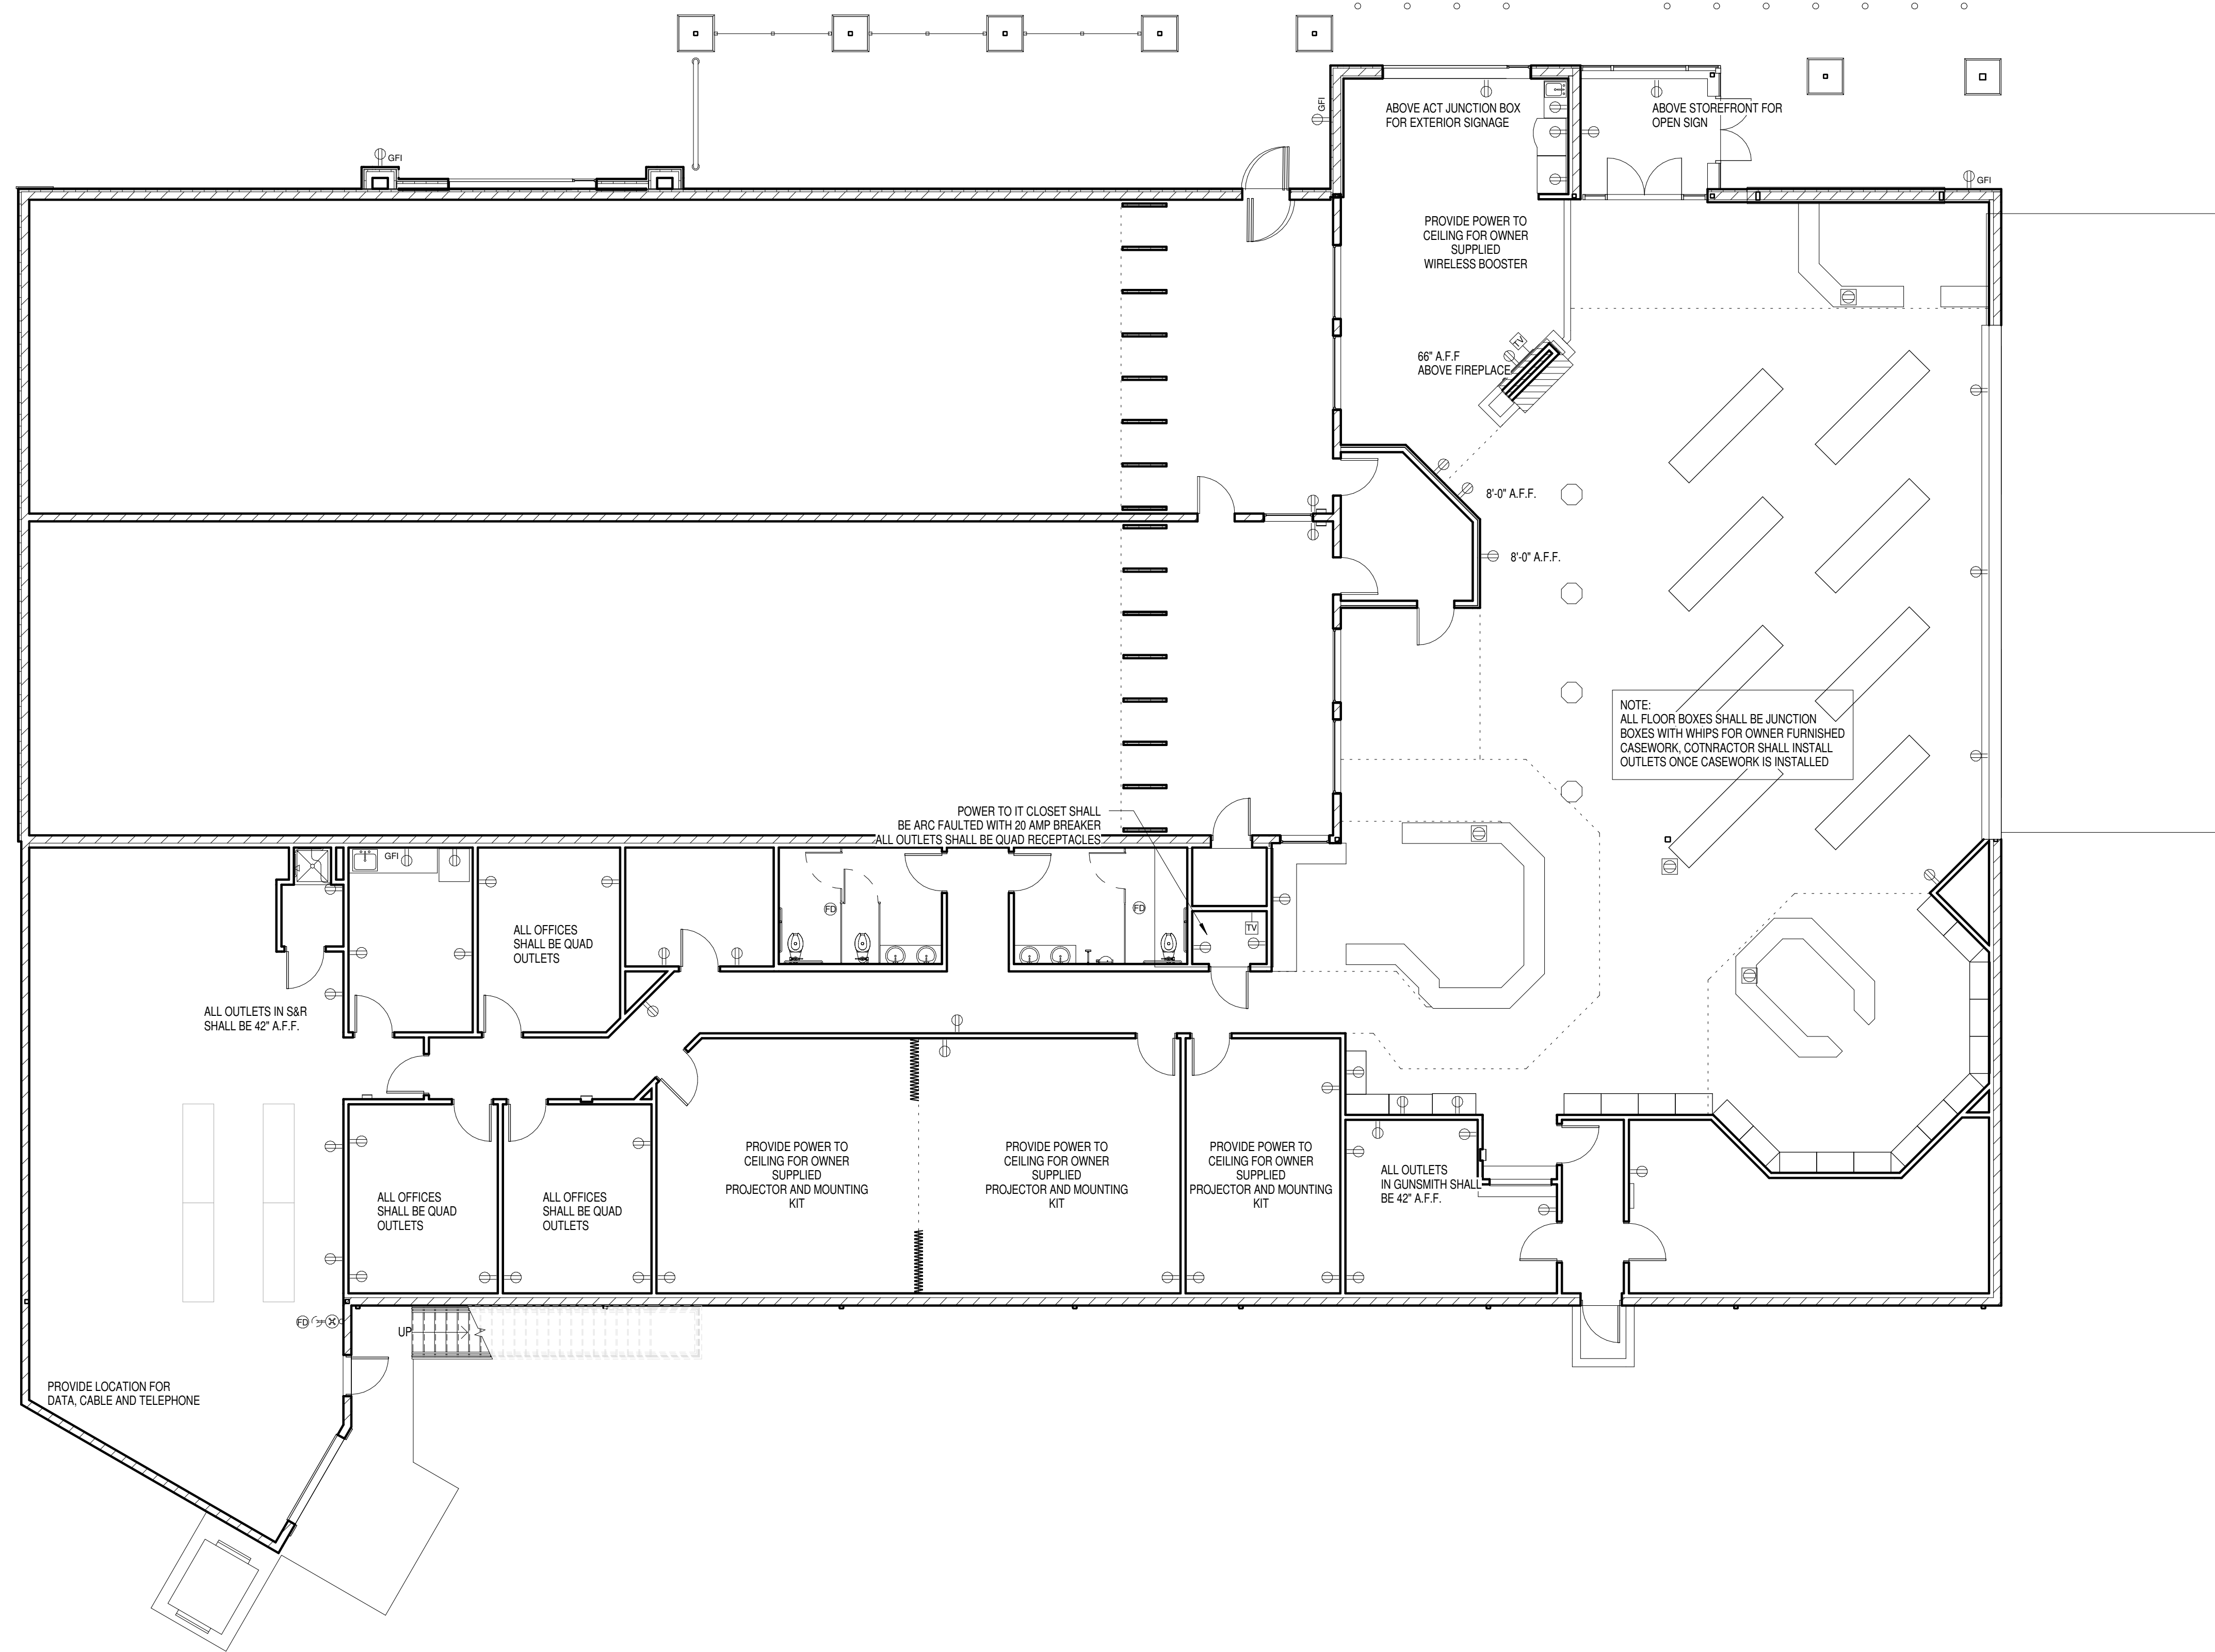 GFI
ABOVE ACT JUNCTION BOX
FOR EXTERIOR SIGNAGE
ABOVE STOREFRONT FOR
OPEN SIGN
GFI
GFI
PROVIDE POWER TO
CEILING FOR OWNER
SUPPLIED
WIRELESS BOOSTER
TV
66" A.F.F
ABOVE FIREPLACE
8'-0" A.F.F.
8'-0" A.F.F.
NOTE:
ALL FLOOR BOXES SHALL BE JUNCTION
BOXES WITH WHIPS FOR OWNER FURNISHED
CASEWORK, COTNRACTOR SHALL INSTALL
OUTLETS ONCE CASEWORK IS INSTALLED
POWER TO IT CLOSET SHALL
BE ARC FAULTED WITH 20 AMP BREAKER
ALL OUTLETS SHALL BE QUAD RECEPTACLES
GFI
FD
FD
TV
ALL OFFICES
SHALL BE QUAD
OUTLETS
ALL OUTLETS IN S&R
SHALL BE 42" A.F.F.
ALL OFFICES
SHALL BE QUAD
OUTLETS
ALL OFFICES
SHALL BE QUAD
OUTLETS
PROVIDE POWER TO
CEILING FOR OWNER
SUPPLIED
PROJECTOR AND MOUNTING
KIT
PROVIDE POWER TO
CEILING FOR OWNER
SUPPLIED
PROJECTOR AND MOUNTING
KIT
PROVIDE POWER TO
CEILING FOR OWNER
SUPPLIED
PROJECTOR AND MOUNTING
KIT
ALL OUTLETS
IN GUNSMITH SHALL
BE 42" A.F.F.
FD
UP
PROVIDE LOCATION FOR
DATA, CABLE AND TELEPHONE